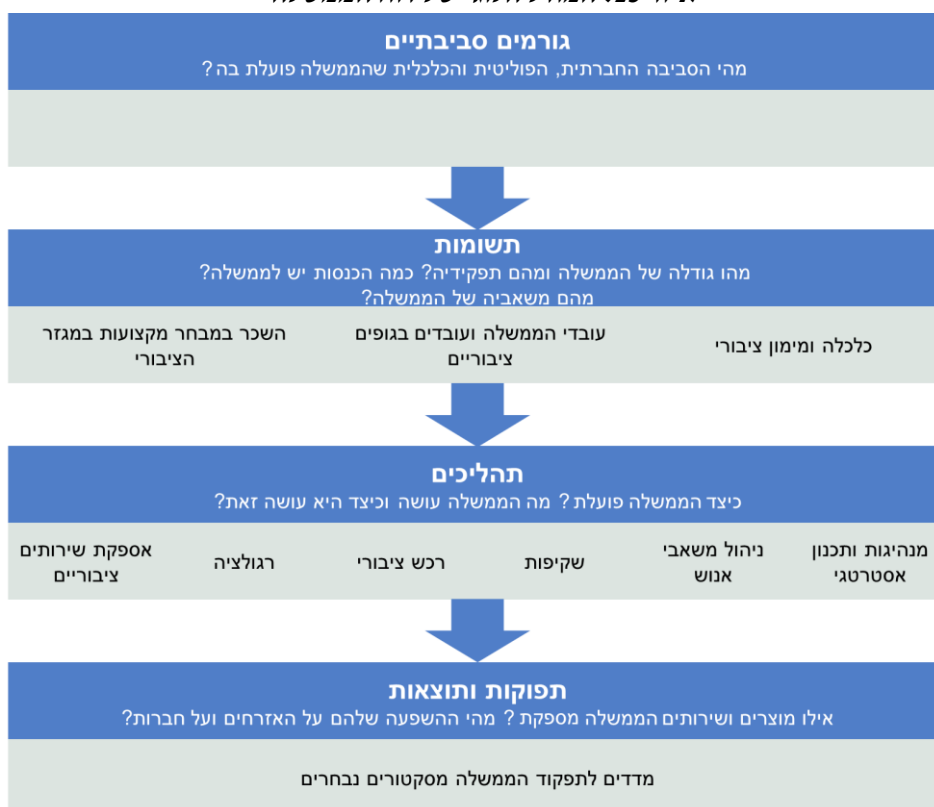 גורמים סביבתיים
מהי הסביבה החברתית, הפוליטית והכלכלית שהממשלה פועלת בה?
תשומות
מהו גודלה של הממשלה ומהם תפקידיה? כמה הכנסות יש לממשלה?
מהם משאביה של הממשלה?
כלכלה ומימון ציבורי
עובדי הממשלה ועובדים בגופים
ציבוריים
השכר במבחר מקצועות במגזר
הציבורי
תהליכים
כיצד הממשלה פועלת? מה הממשלה עושה וכיצד היא עושה זאת?
מנהיגות ותכנון
אסטרטגי
ניהול משאבי
אנוש
שקיפות
רכש ציבורי
רגולציה
אספקת שירותים
ציבוריים
תפוקות ותוצאות
אילו מוצרים ושירותים הממשלה מספקת? מהי ההשפעה שלהם על האזרחים ועל חברות?
מדדים לתפקוד הממשלה מסקטורים נבחרים